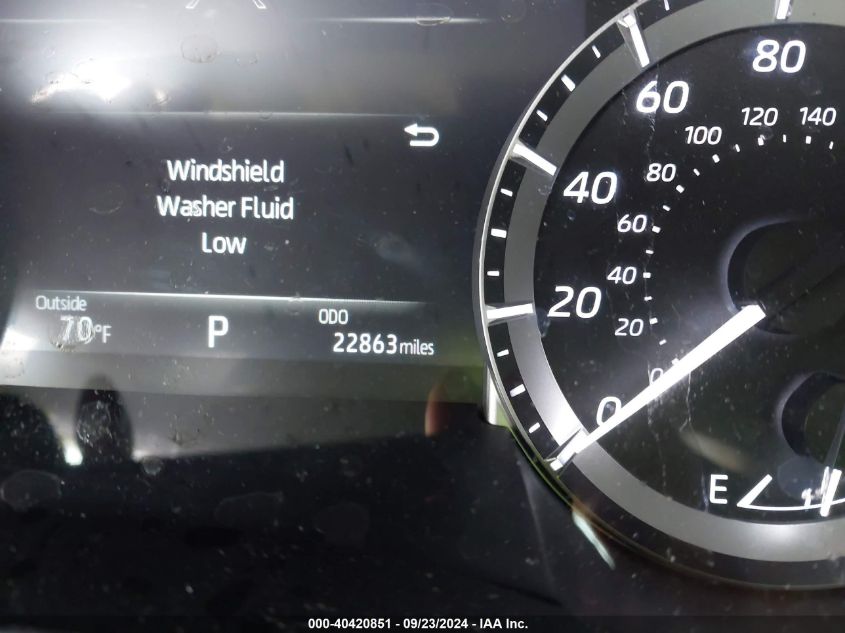 Windshield
Washer Fluid
Low
Outside
70°F
P
ODO
22863 miles
0
20
40
60
80
0
20
40
60
80
100
120
140
E
000-40420851 - 09/23/2024 - IAA Inc.